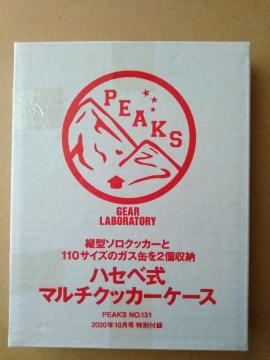 PEAKS
GEAR
LABORATORY
縦型ソロクッカーと
110サイズのガス缶を2個収納
ハセベ式
マルチクッカーケース
PEAKS NO.131
2020年10月号 特別付録